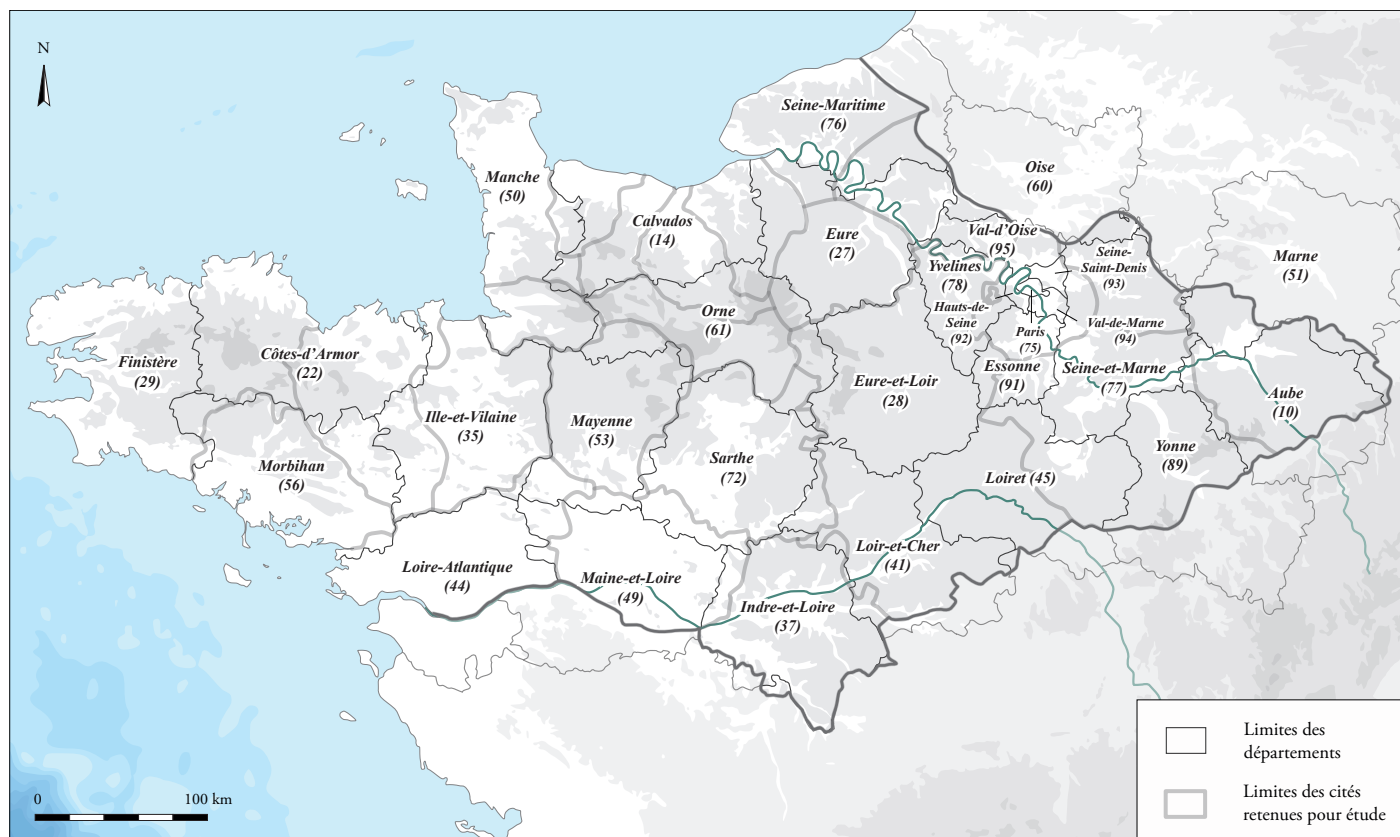 N
Seine-Maritime
(76)
Oise
(60)
Manche
(50)
Calvados
(14)
Eure
(27)
Val-d'Oise
(95)
Seine-
Saint-Denis
(93)
Marne
(51)
Yvelines
(78)
Hauts-de-
Seine
(92)
Paris
(75)
Val-de-Marne
(94)
Orne
(61)
Finistère
(29)
Côtes-d'Armor
(22)
Essonne
(91)
Seine-et-Marne
(77)
Eure-et-Loir
(28)
Aube
(10)
Ille-et-Vilaine
(35)
Mayenne
(53)
Sarthe
(72)
Yonne
(89)
Morbihan
(56)
Loiret (45)
Loir-et-Cher
(41)
Loire-Atlantique
(44)
Maine-et-Loire
(49)
Indre-et-Loire
(37)
Limites des
départements
Limites des cités
retenues pour étude
0 100 km